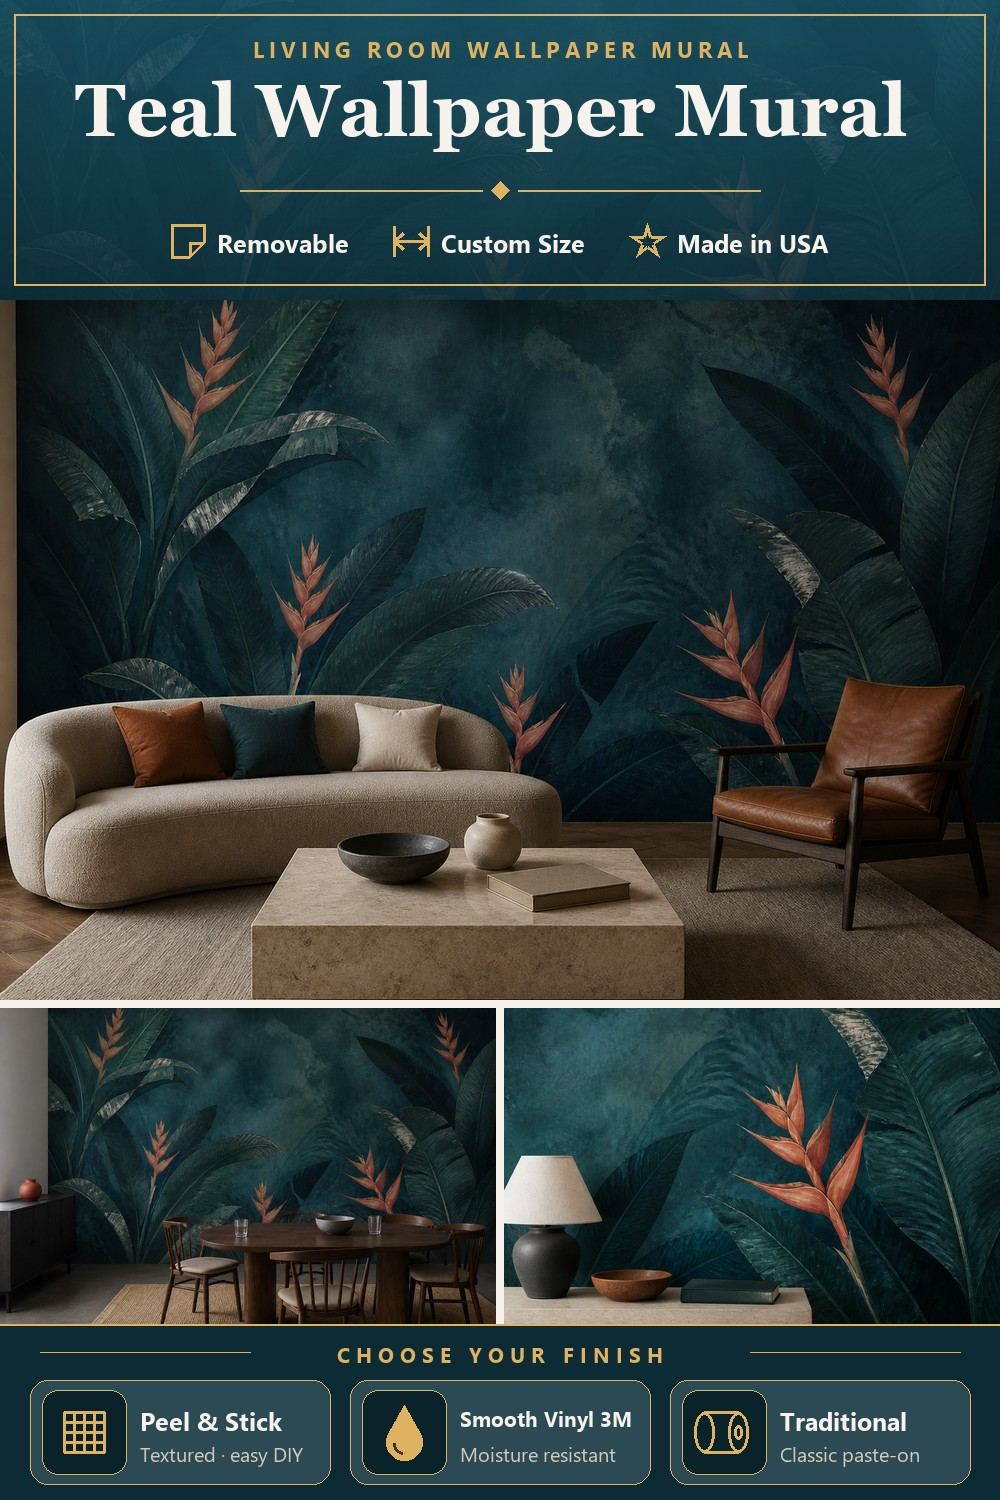 LIVING ROOM WALLPAPER MURAL
Teal Wallpaper Mural
Removable
Custom Size
Made in USA
CHOOSE YOUR FINISH
Peel & Stick
Textured · easy DIY
Smooth Vinyl 3M
Moisture resistant
Traditional
Classic paste-on